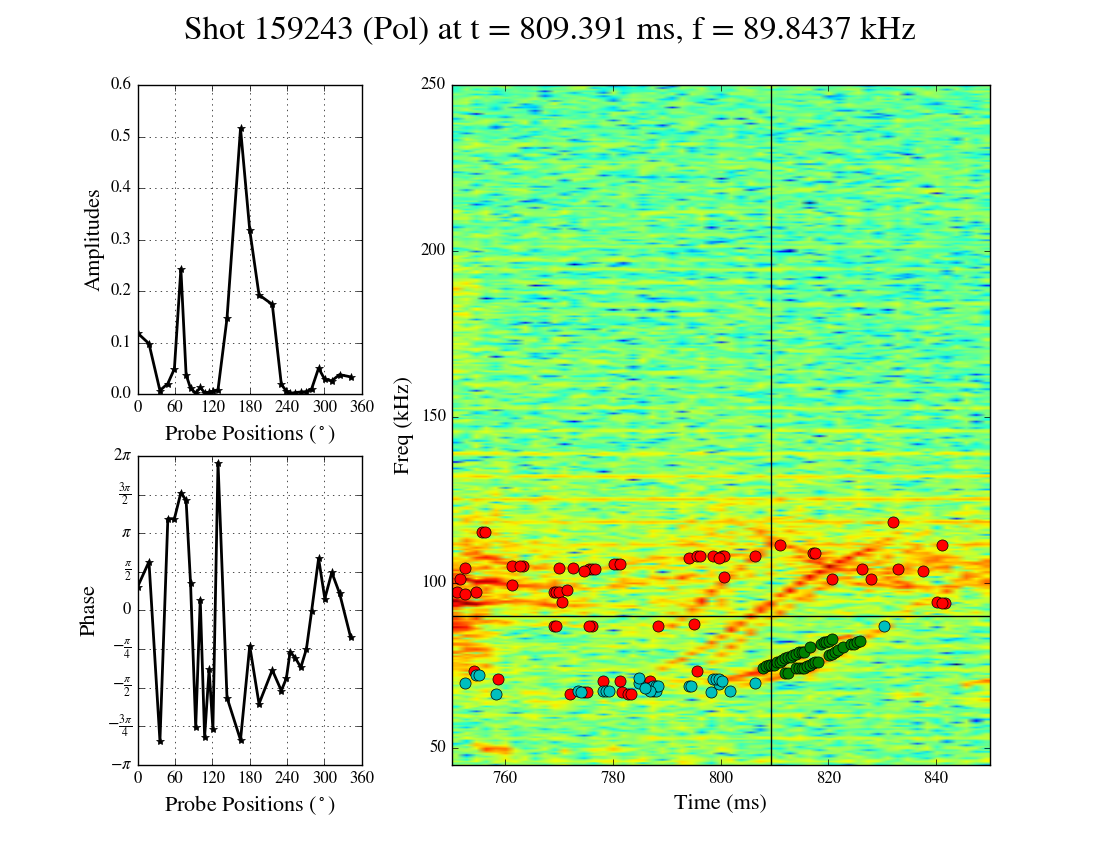 Shot 159243 (Pol) at t = 809.391 ms, f = 89.8437 kHz
Amplitudes
0.6
0.5
0.4
0.3
0.2
0.1
0.0
0 60 120 180 240 300 360
Probe Positions (°)
Phase
2π
3π/2
π
π/2
0
−π/4
−π/2
−3π/4
−π
0 60 120 180 240 300 360
Probe Positions (°)
Freq (kHz)
250
200
150
100
50
760 780 800 820 840
Time (ms)